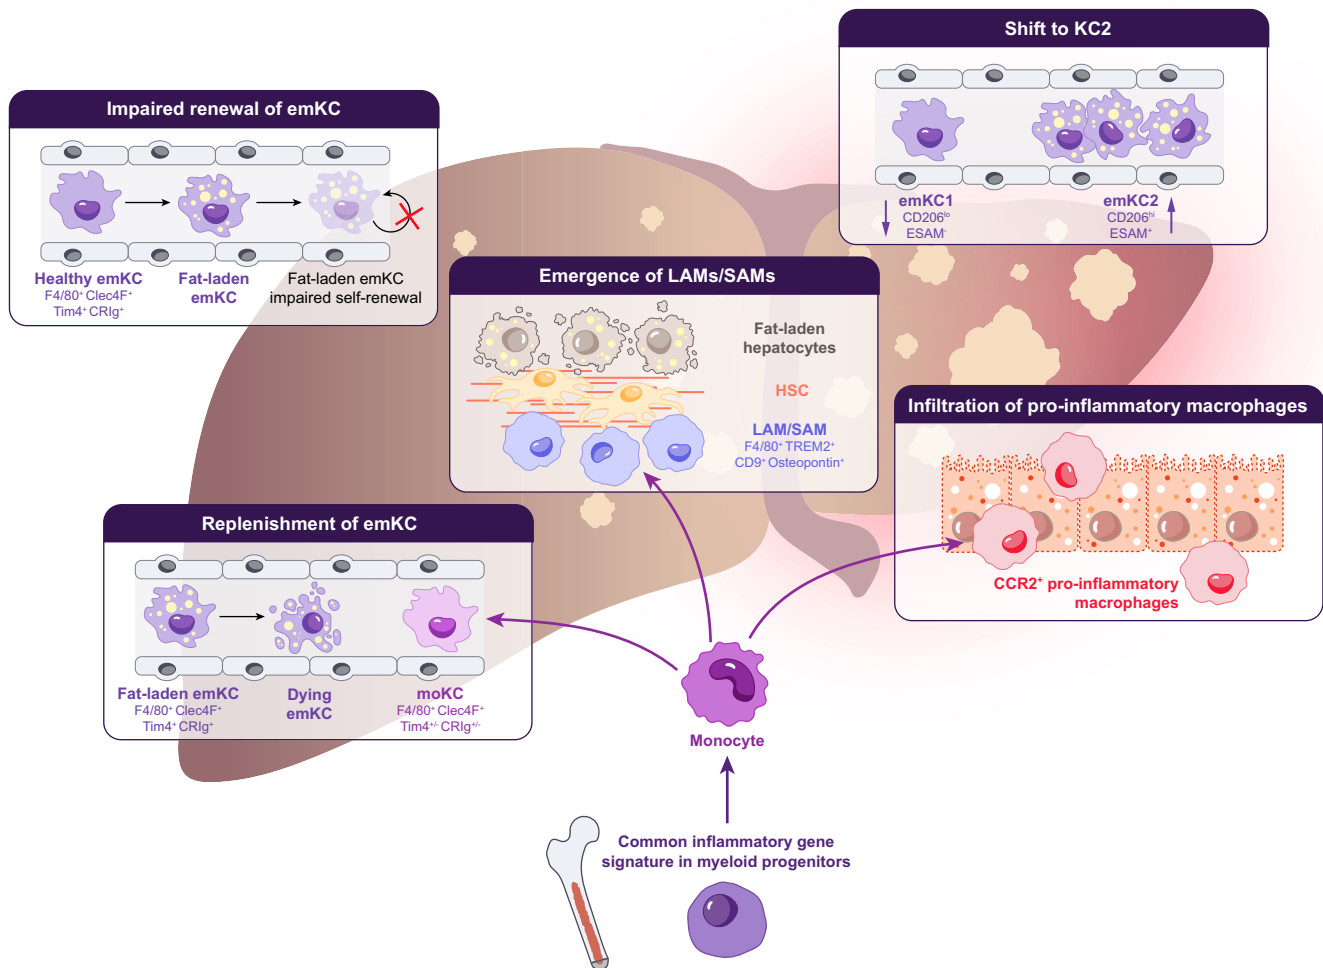 Shift to KC2
emKC1
CD206lo
ESAM-
emKC2
CD206hi
ESAM+
Impaired renewal of emKC
Healthy emKC
F4/80+ Clec4F+
Tim4+ CRIg+
Fat-laden
emKC
Fat-laden emKC
impaired self-renewal
Emergence of LAMs/SAMs
Fat-laden
hepatocytes
HSC
LAM/SAM
F4/80+ TREM2+
CD9+ Osteopontin+
Infiltration of pro-inflammatory macrophages
CCR2+ pro-inflammatory
macrophages
Replenishment of emKC
Fat-laden emKC
F4/80+ Clec4F+
Tim4+ CRIg+
Dying
emKC
moKC
F4/80+ Clec4F+
Tim4+/- CRIg+/-
Monocyte
Common inflammatory gene
signature in myeloid progenitors